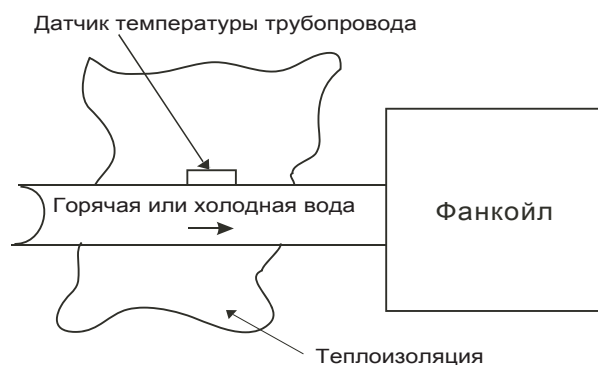 Датчик температуры трубопровода
Горячая или холодная вода
Фанкойл
Теплоизоляция